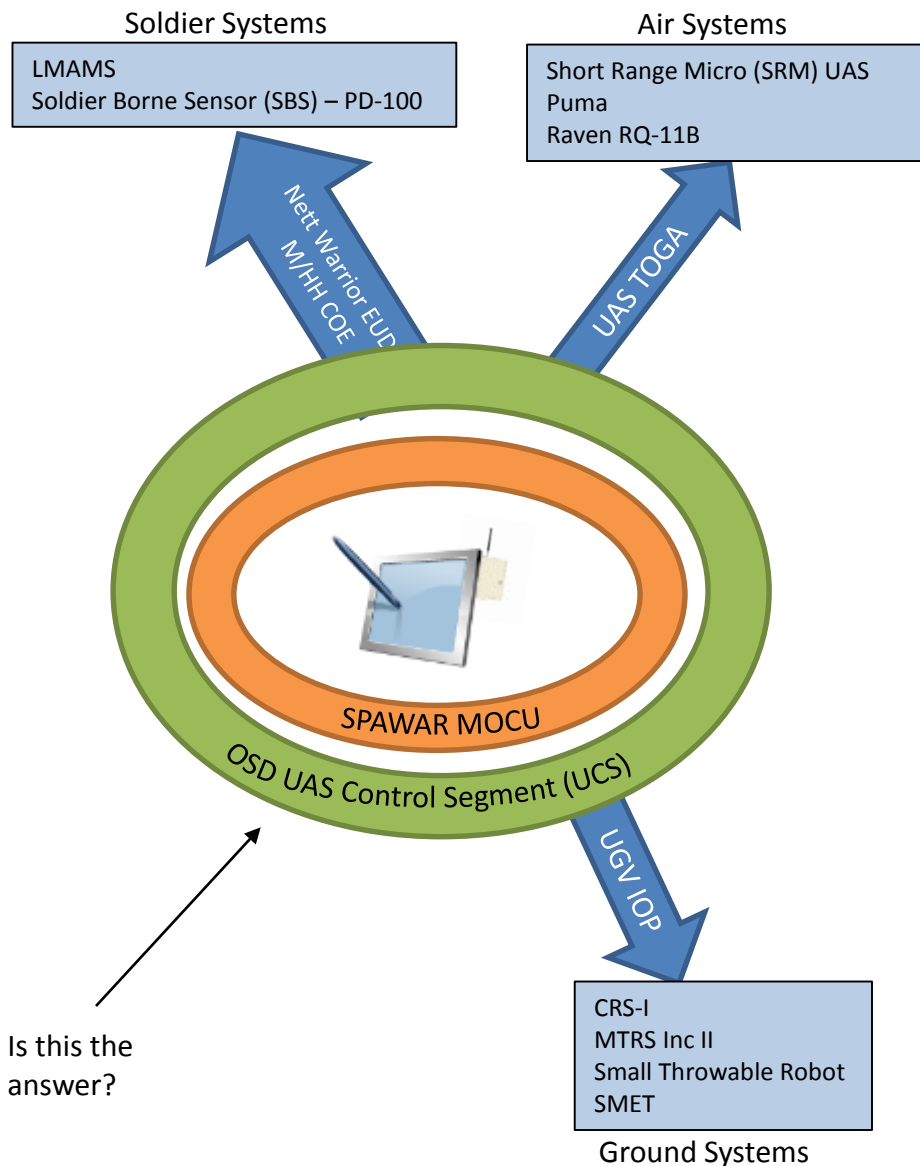 Soldier Systems
LMAMS
Soldier Borne Sensor (SBS) – PD-100
Air Systems
Short Range Micro (SRM) UAS
Puma
Raven RQ-11B
Nett Warrior EUD
M/HH COE
UAS TOGA
SPAWAR MOCU
OSD UAS Control Segment (UCS)
UGV IOP
Is this the
answer?
CRS-I
MTRS Inc II
Small Throwable Robot
SMET
Ground Systems